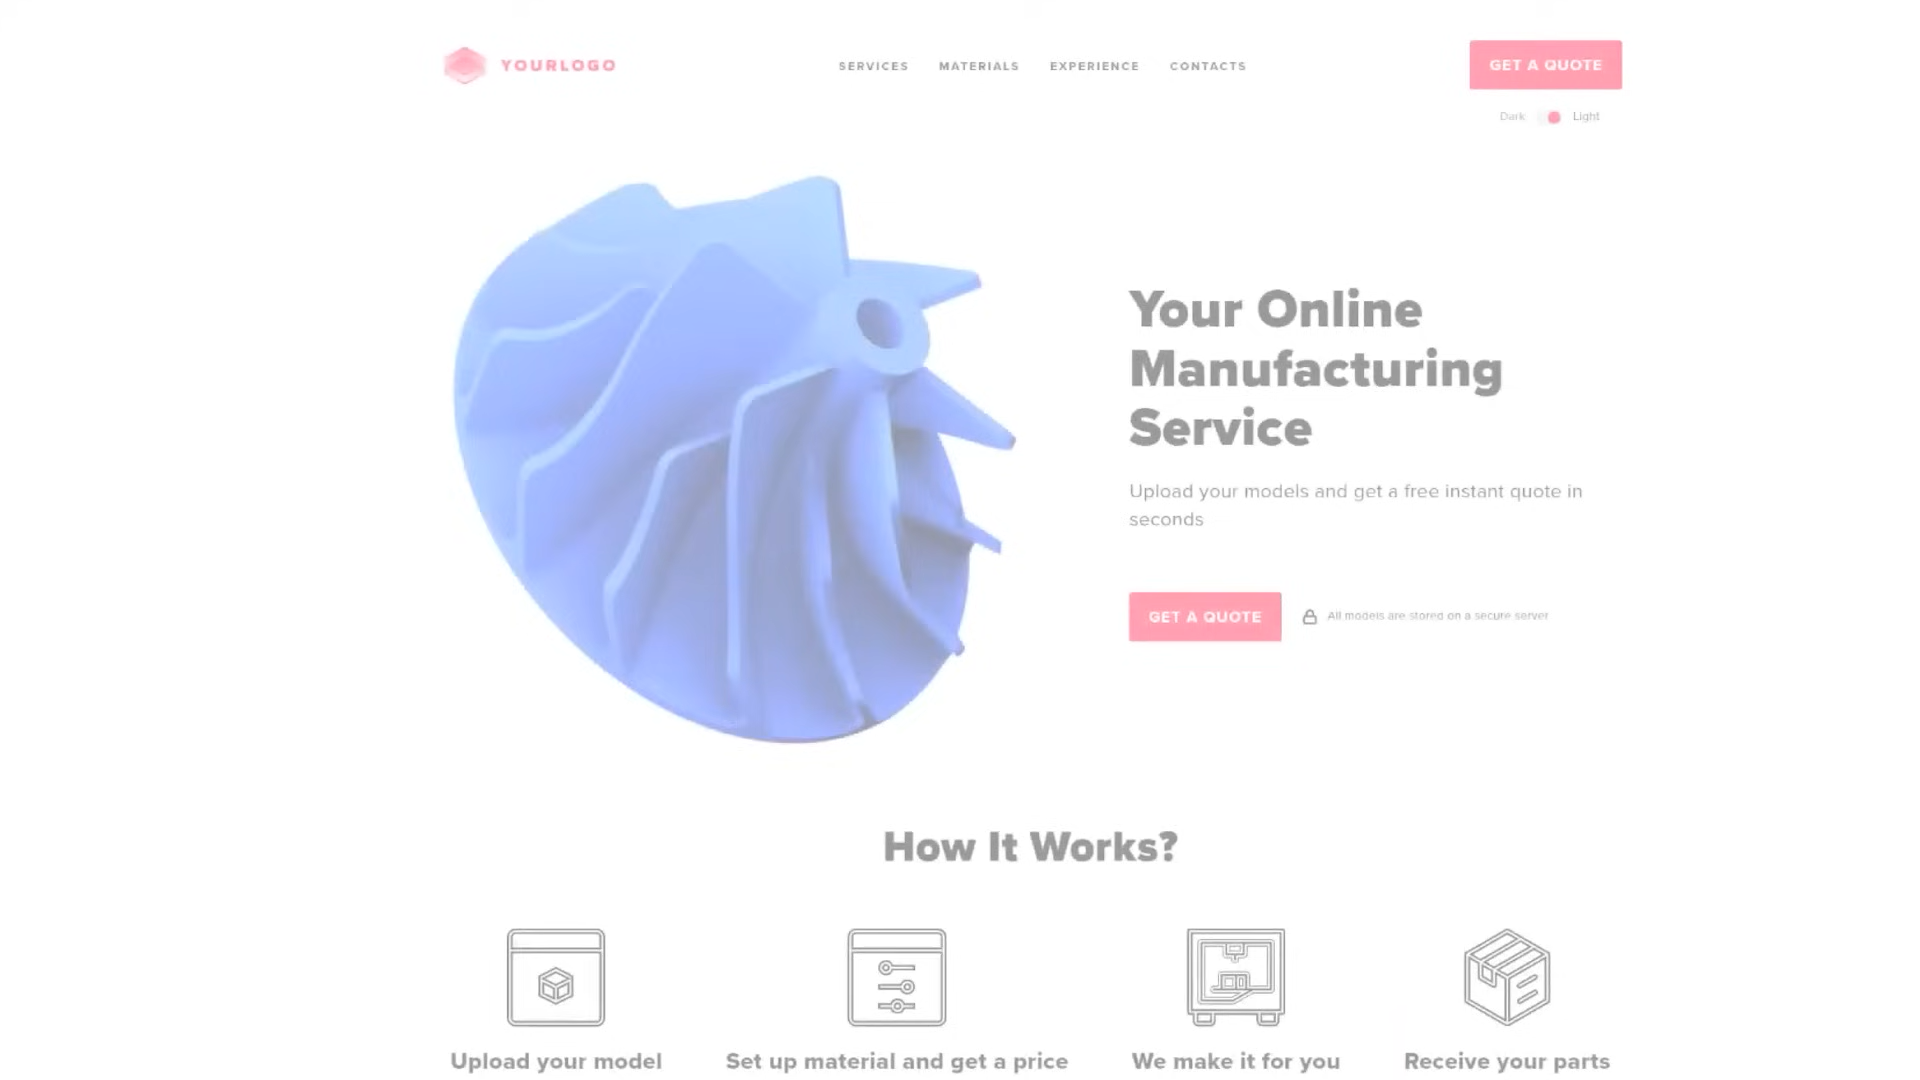 YOURLOGO
SERVICES MATERIALS EXPERIENCE CONTACTS
GET A QUOTE
Dark Light
Your Online
Manufacturing
Service
Upload your models and get a free instant quote in
seconds
GET A QUOTE
All models are stored on a secure server
How It Works?
Upload your model
Set up material and get a price
We make it for you
Receive your parts